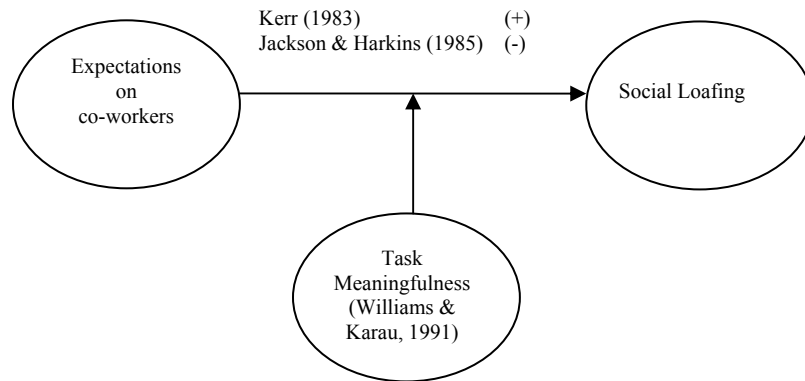 Kerr (1983) (+)
Jackson & Harkins (1985) (-)
Expectations
on
co-workers
Social Loafing
Task
Meaningfulness
(Williams &
Karau, 1991)